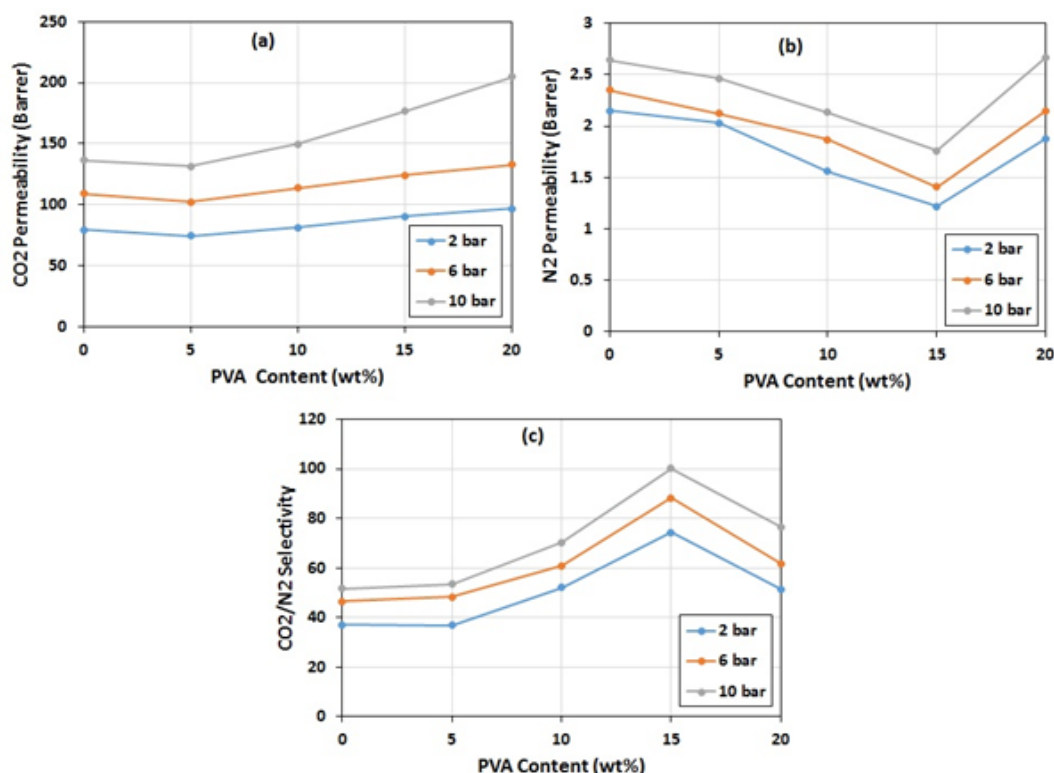 (a)
CO2 Permeability (Barrer)
250
200
150
100
50
0
0 5 10 15 20
PVA Content (wt%)
2 bar
6 bar
10 bar
(b)
N2 Permeability (Barrer)
3
2.5
2
1.5
1
0.5
0
0 5 10 15 20
PVA Content (wt%)
2 bar
6 bar
10 bar
(c)
CO2/N2 Selectivity
120
100
80
60
40
20
0
0 5 10 15 20
PVA Content (wt%)
2 bar
6 bar
10 bar